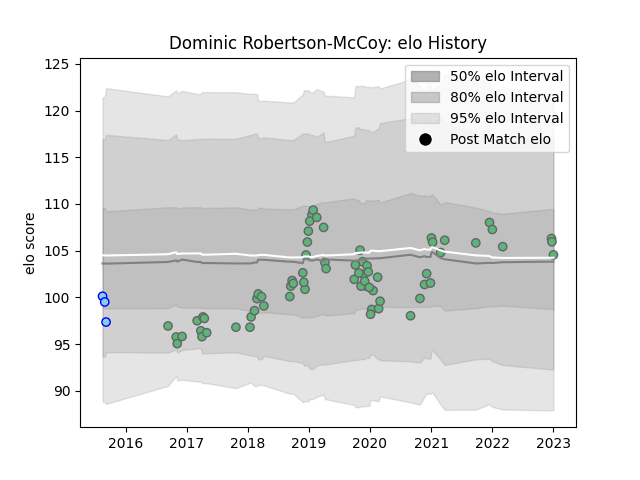 Dominic Robertson-McCoy: elo History
125
120
115
110
105
100
95
90
elo score
50% elo Interval
80% elo Interval
95% elo Interval
Post Match elo
2016 2017 2018 2019 2020 2021 2022 2023